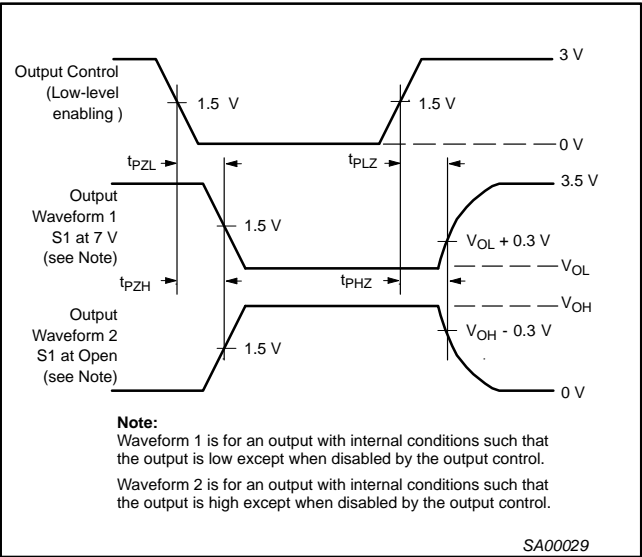 3 V
Output Control
(Low-level
enabling )
1.5 V
1.5 V
0 V
tPZL
tPLZ
3.5 V
Output
Waveform 1
S1 at 7 V
(see Note)
1.5 V
VOL + 0.3 V
VOL
tPZH
tPHZ
VOH
Output
Waveform 2
S1 at Open
(see Note)
VOH - 0.3 V
1.5 V
0 V
Note:
Waveform 1 is for an output with internal conditions such that
the output is low except when disabled by the output control.
Waveform 2 is for an output with internal conditions such that
the output is high except when disabled by the output control.
SA00029